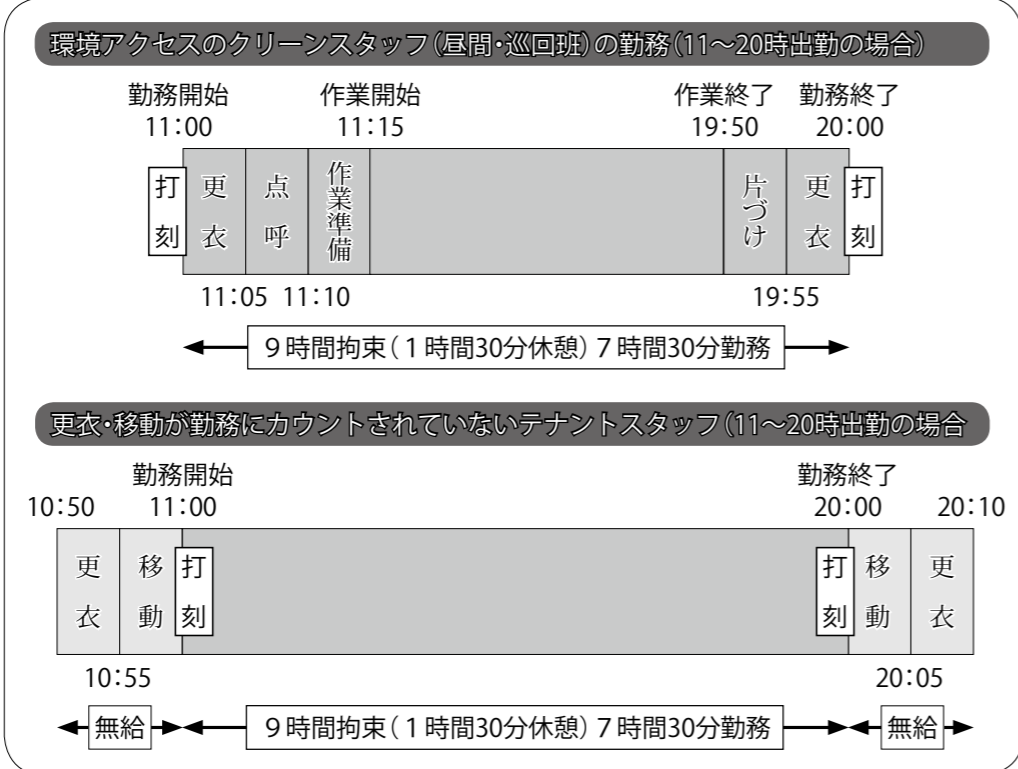 環境アクセスのクリーンスタッフ（昼間・巡回班）の勤務（11～20時出勤の場合）
勤務開始 作業開始 作業終了 勤務終了
11：00 11：15 19：50 20：00
打刻 更衣 点呼 作業準備 片づけ 更衣 打刻
11：05 11：10 19：55
９時間拘束（１時間30分休憩）７時間30分勤務
更衣・移動が勤務にカウントされていないテナントスタッフ（11～20時出勤の場合
勤務開始 勤務終了
10：50 11：00 20：00 20：10
更衣 移動 打刻 打刻 移動 更衣
10：55 20：05
無給 ９時間拘束（１時間30分休憩）７時間30分勤務 無給